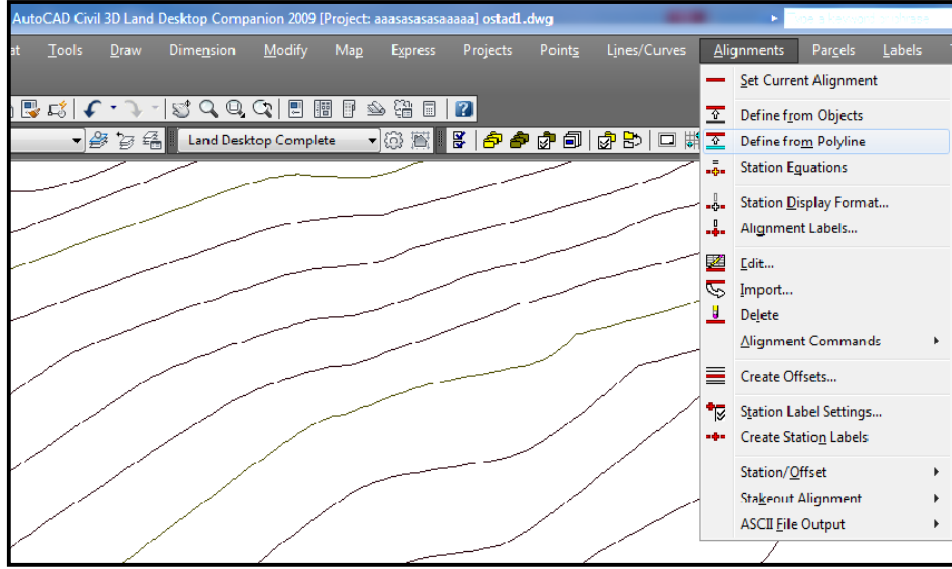 AutoCAD Civil 3D Land Desktop Companion 2009 [Project: aaasasasasaaaaa] ostad1.dwg
at Tools Draw Dimension Modify Map Express Projects Points Lines/Curves Alignments Parcels Labels
Land Desktop Complete
Set Current Alignment
Define from Objects
Define from Polyline
Station Equations
Station Display Format...
Alignment Labels...
Edit...
Import...
Delete
Alignment Commands
Create Offsets...
Station Label Settings...
Create Station Labels
Station/Offset
Stakeout Alignment
ASCII File Output